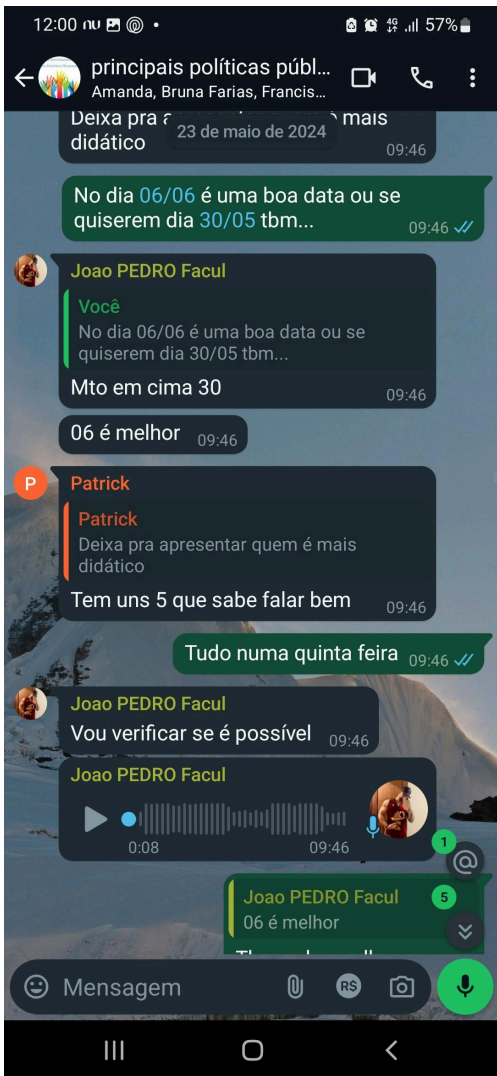 12:00
4G
57%
principais políticas públ...
Amanda, Bruna Farias, Francis...
Deixa pra a
mais
23 de maio de 2024
didático
09:46
No dia 06/06 é uma boa data ou se
quiserem dia 30/05 tbm...
09:46
Joao PEDRO Facul
Você
No dia 06/06 é uma boa data ou se
quiserem dia 30/05 tbm...
Mto em cima 30
09:46
06 é melhor 09:46
P
Patrick
Patrick
Deixa pra apresentar quem é mais
didático
Tem uns 5 que sabe falar bem
09:46
Tudo numa quinta feira 09:46
Joao PEDRO Facul
Vou verificar se é possível 09:46
Joao PEDRO Facul
0:08
09:46
1
@
Joao PEDRO Facul
06 é melhor
5
Mensagem
R$